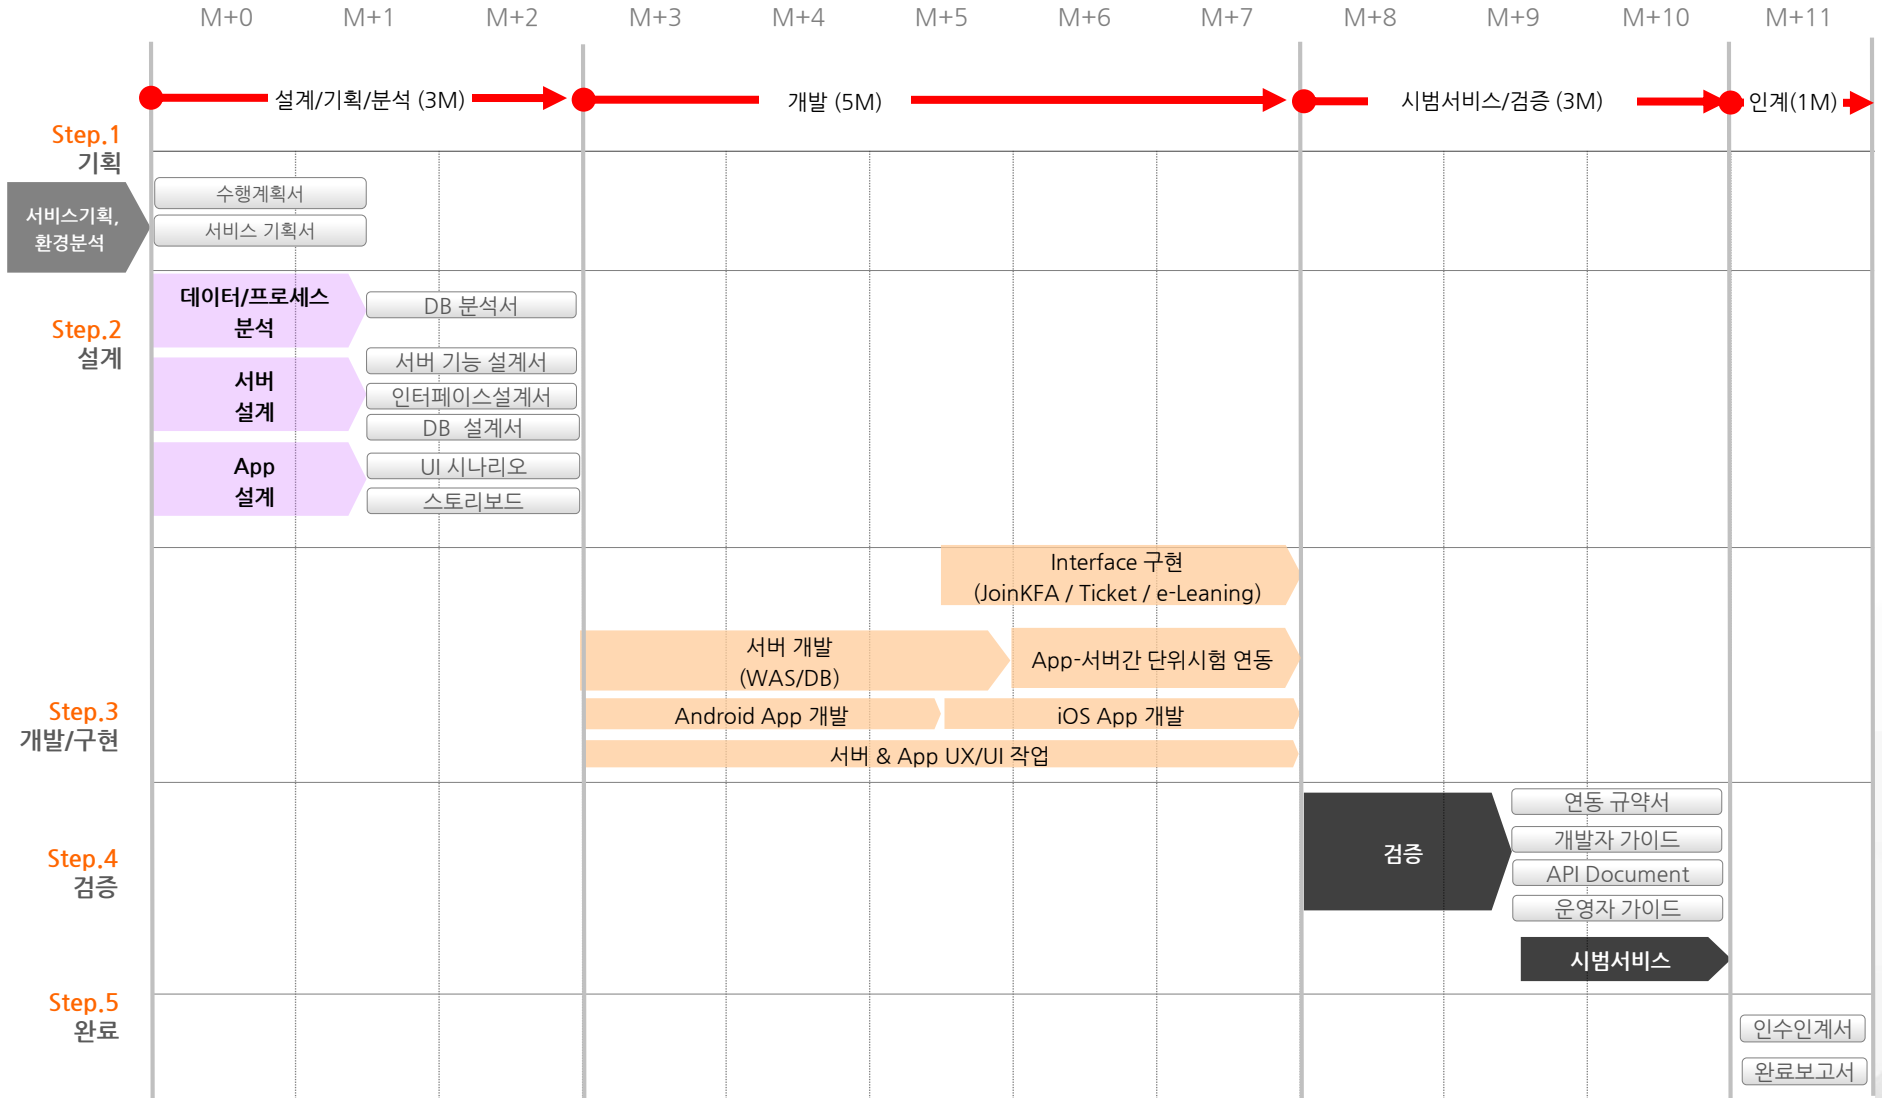 M+0 M+1 M+2 M+3 M+4 M+5 M+6 M+7 M+8 M+9 M+10 M+11
설계/기획/분석 (3M) 개발 (5M) 시범서비스/검증 (3M) 인계(1M)
Step.1
기획
서비스기획,
환경분석
수행계획서
서비스 기획서
Step.2
설계
데이터/프로세스
분석
DB 분석서
서버
설계
서버 기능 설계서
인터페이스설계서
DB 설계서
App
설계
UI 시나리오
스토리보드
Step.3
개발/구현
Interface 구현
(JoinKFA / Ticket / e-Leaning)
서버 개발
(WAS/DB)
App-서버간 단위시험 연동
Android App 개발
iOS App 개발
서버 & App UX/UI 작업
Step.4
검증
검증
연동 규약서
개발자 가이드
API Document
운영자 가이드
시범서비스
Step.5
완료
인수인계서
완료보고서